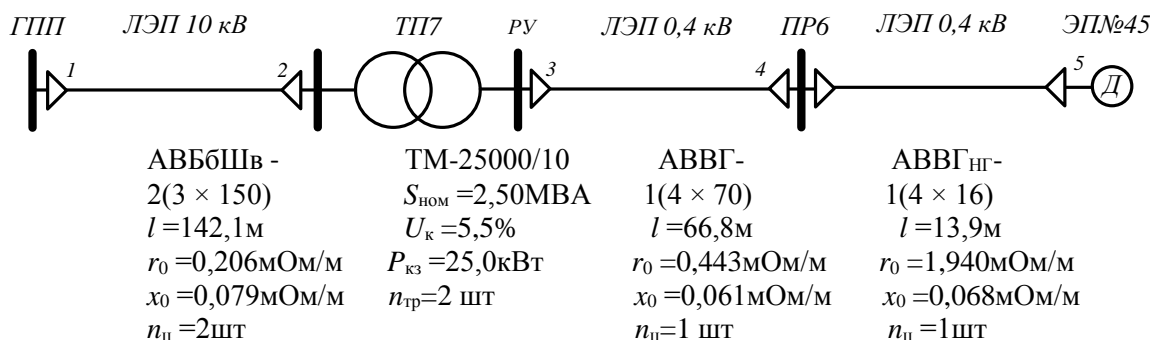 ГПП ЛЭП 10 кВ ТП7 РУ ЛЭП 0,4 кВ ПР6 ЛЭП 0,4 кВ ЭП№45
1 2 3 4 5 Д
АВБбШв - ТМ-25000/10 АВВГ- АВВГНГ-
2(3 × 150) Sном =2,50МВА 1(4 × 70) 1(4 × 16)
l =142,1м Uк =5,5% l =66,8м l =13,9м
r0 =0,206мОм/м Pкз =25,0кВт r0 =0,443мОм/м r0 =1,940мОм/м
x0 =0,079мОм/м nтр=2 шт x0 =0,061мОм/м x0 =0,068мОм/м
nц =2шт nц=1 шт nц =1шт